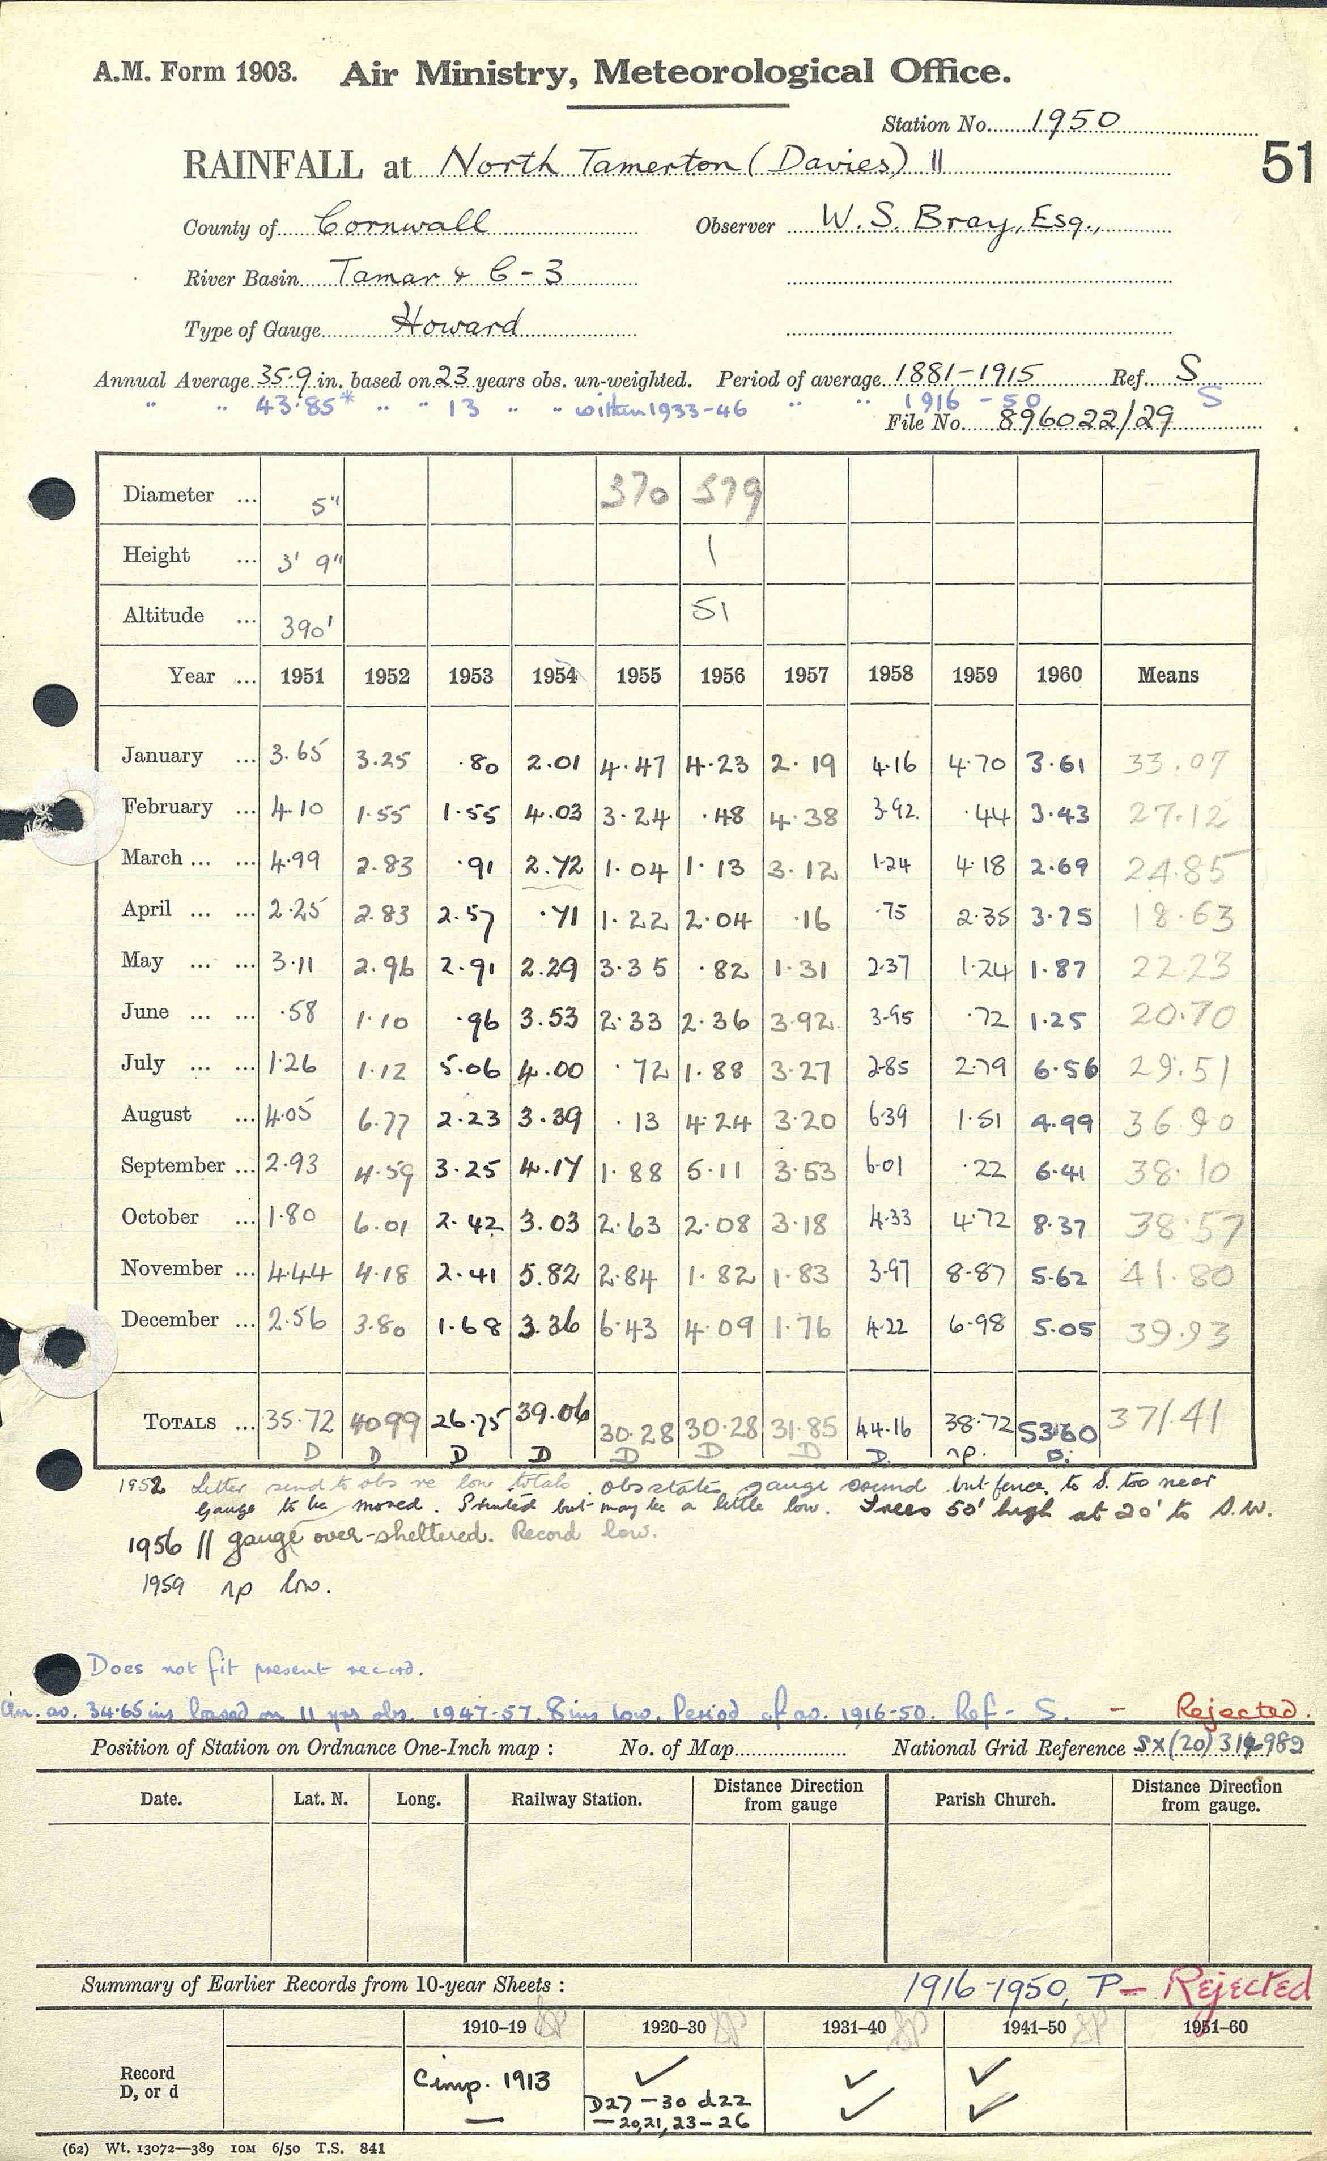 A.M. Form 1903. Air Ministry, Meteorological Office.
Station No. 1950
51
RAINFALL at North Tamerton (Davies) II
County of Cornwall Observer W. S. Bray, Esq.,
River Basin Tamar & C-3
Type of Gauge Howard
Annual Average 35.9 in. based on 23 years obs. un-weighted. Period of average 1881-1915 Ref. S
" " 43.85* " " 13 " " within 1933-46 " " 1916-50 S
File No. 896022/29
Diameter ... 5" 370 579
Height ... 3' 9" 1
Altitude ... 390' 51
Year ... 1951 1952 1953 1954 1955 1956 1957 1958 1959 1960 Means
January ... 3.65 3.25 .80 2.01 4.47 4.23 2.19 4.16 4.70 3.61 33.07
February ... 4.10 1.55 1.55 4.03 3.24 .48 4.38 3.92 .44 3.43 27.12
March ... ... 4.99 2.83 .91 2.72 1.04 1.13 3.12 1.24 4.18 2.69 24.85
April ... ... 2.25 2.83 2.57 .71 1.22 2.04 .16 .75 2.35 3.75 18.63
May ... ... 3.11 2.96 2.91 2.29 3.35 .82 1.31 2.37 1.24 1.87 22.23
June ... ... .58 1.10 .96 3.53 2.33 2.36 3.92 3.95 .72 1.25 20.70
July ... ... 1.26 1.12 5.06 4.00 .72 1.88 3.27 2.85 2.79 6.56 29.51
August ... 4.05 6.77 2.23 3.39 .13 4.24 3.20 6.39 1.51 4.99 36.90
September ... 2.93 4.59 3.25 4.17 1.88 5.11 3.53 6.01 .22 6.41 38.10
October ... 1.80 6.01 2.42 3.03 2.63 2.08 3.18 4.33 4.72 8.37 38.57
November ... 4.44 4.18 2.41 5.82 2.84 1.82 1.83 3.97 8.87 5.62 41.80
December ... 2.56 3.80 1.68 3.36 6.43 4.09 1.76 4.22 6.98 5.05 39.93
TOTALS ... 35.72 40.99 26.75 39.06 30.28 30.28 31.85 44.16 38.72 53.60 371.41
D D D D D D D D np. D.
1952 Letter send to obs re low totals. obs states gauge sound but fence to S. too near
gauge to be moved. Printed but may be a little low. Trees 50' high at 20' to S.W.
1956 // gauge over-sheltered. Record low.
1959 np low.
Does not fit present record.
An. av. 34.65 ins based on 11 yrs obs. 1947-57. 8 ins low. Period of av. 1916-50. Ref - S. - Rejected.
Position of Station on Ordnance One-Inch map : No. of Map National Grid Reference SX(20) 314982
Date. Lat. N. Long. Railway Station. Distance Direction from gauge Parish Church. Distance Direction from gauge.
Summary of Earlier Records from 10-year Sheets : 1916-1950, P - Rejected
1910-19 1920-30 1931-40 1941-50 1951-60
Record D, or d Cimp. 1913 ✓ ✓ ✓
— D27-30 d22 ✓ ✓
-20,21,23-26
(62) Wt. 13072—389 10M 6/50 T.S. 841